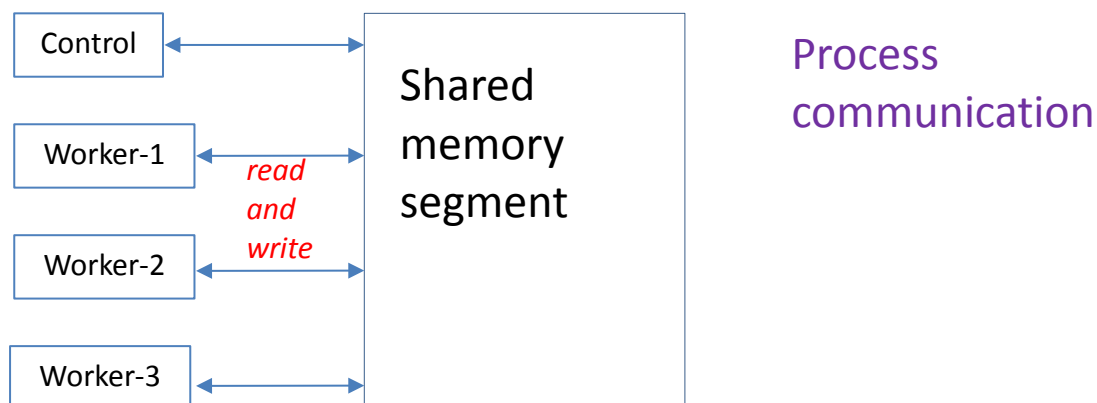 Control
Worker-1
Worker-2
Worker-3
read
and
write
Shared
memory
segment
Process
communication